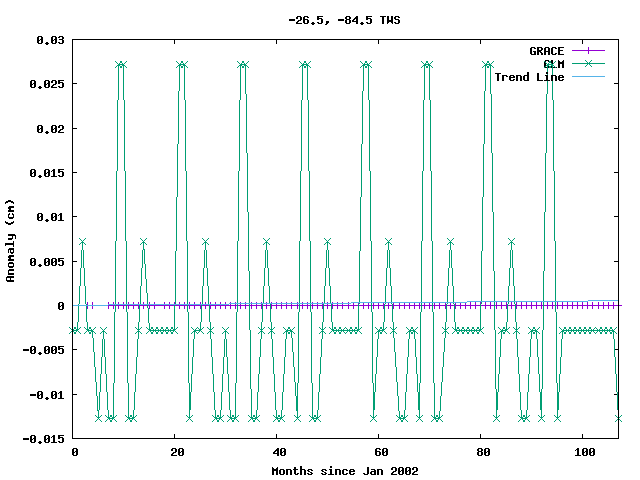 -26.5, -84.5 TWS
GRACE
GLM
Trend Line
0.03
0.025
0.02
0.015
0.01
0.005
0
-0.005
-0.01
-0.015
Anomaly (cm)
0 20 40 60 80 100
Months since Jan 2002